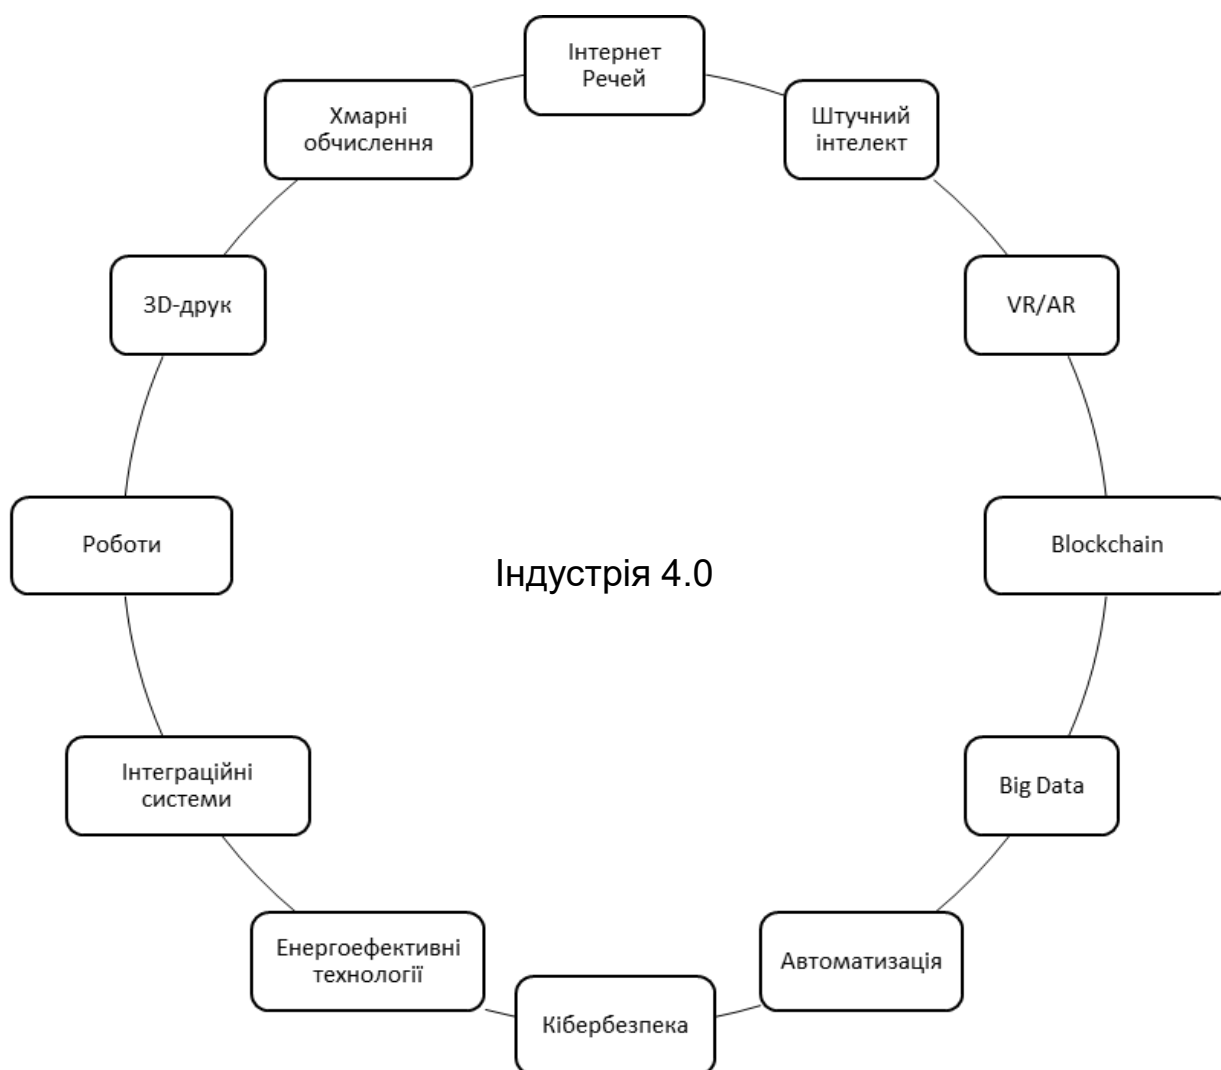 Інтернет
Речей
Штучний
інтелект
VR/AR
Blockchain
Big Data
Автоматизація
Кібербезпека
Енергоефективні
технології
Інтеграційні
системи
Роботи
3D-друк
Хмарні
обчислення
Індустрія 4.0